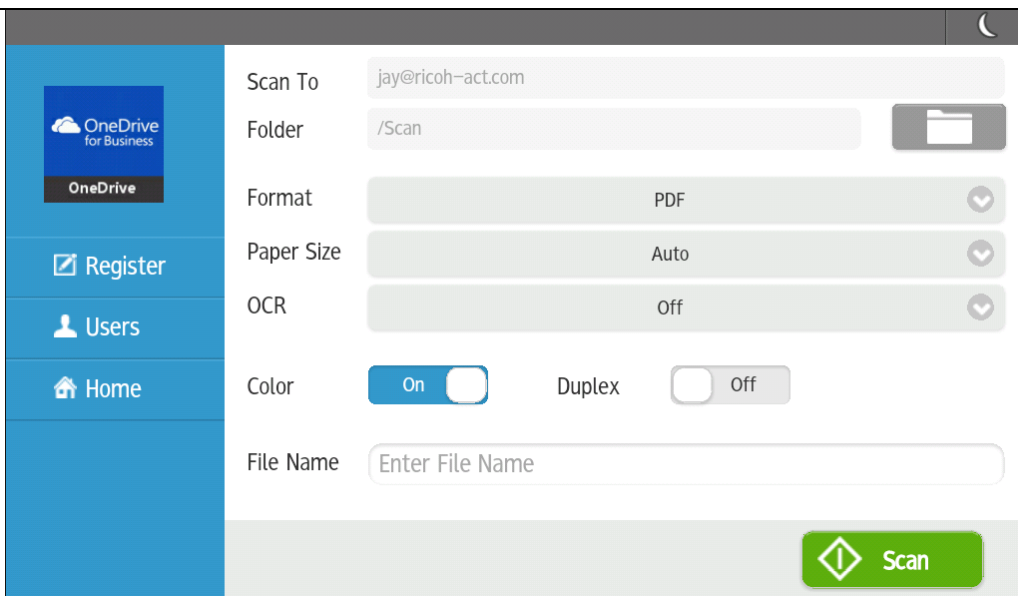 OneDrive
for Business
OneDrive
Register
Users
Home
Scan To jay@ricoh-act.com
Folder /Scan
Format PDF
Paper Size Auto
OCR Off
Color On Duplex Off
File Name Enter File Name
Scan